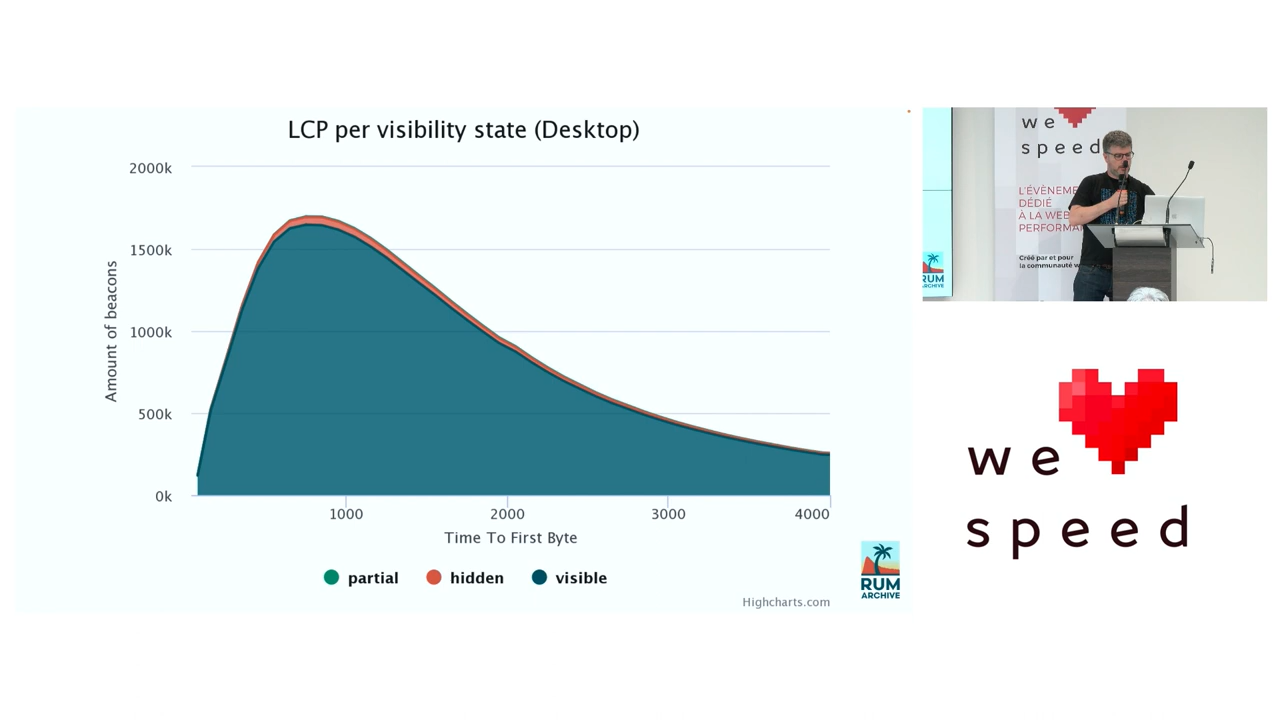 LCP per visibility state (Desktop)
2000k
1500k
1000k
500k
0k
Amount of beacons
1000
2000
3000
4000
Time To First Byte
partial
hidden
visible
Highcharts.com
RUM
ARCHIVE
we
speed
L'ÉVÈNEME
DÉDIÉ
À LA WEB
PERFORMA
Créé par et pour
la communauté w
RUM
ARCHIVE
we
speed